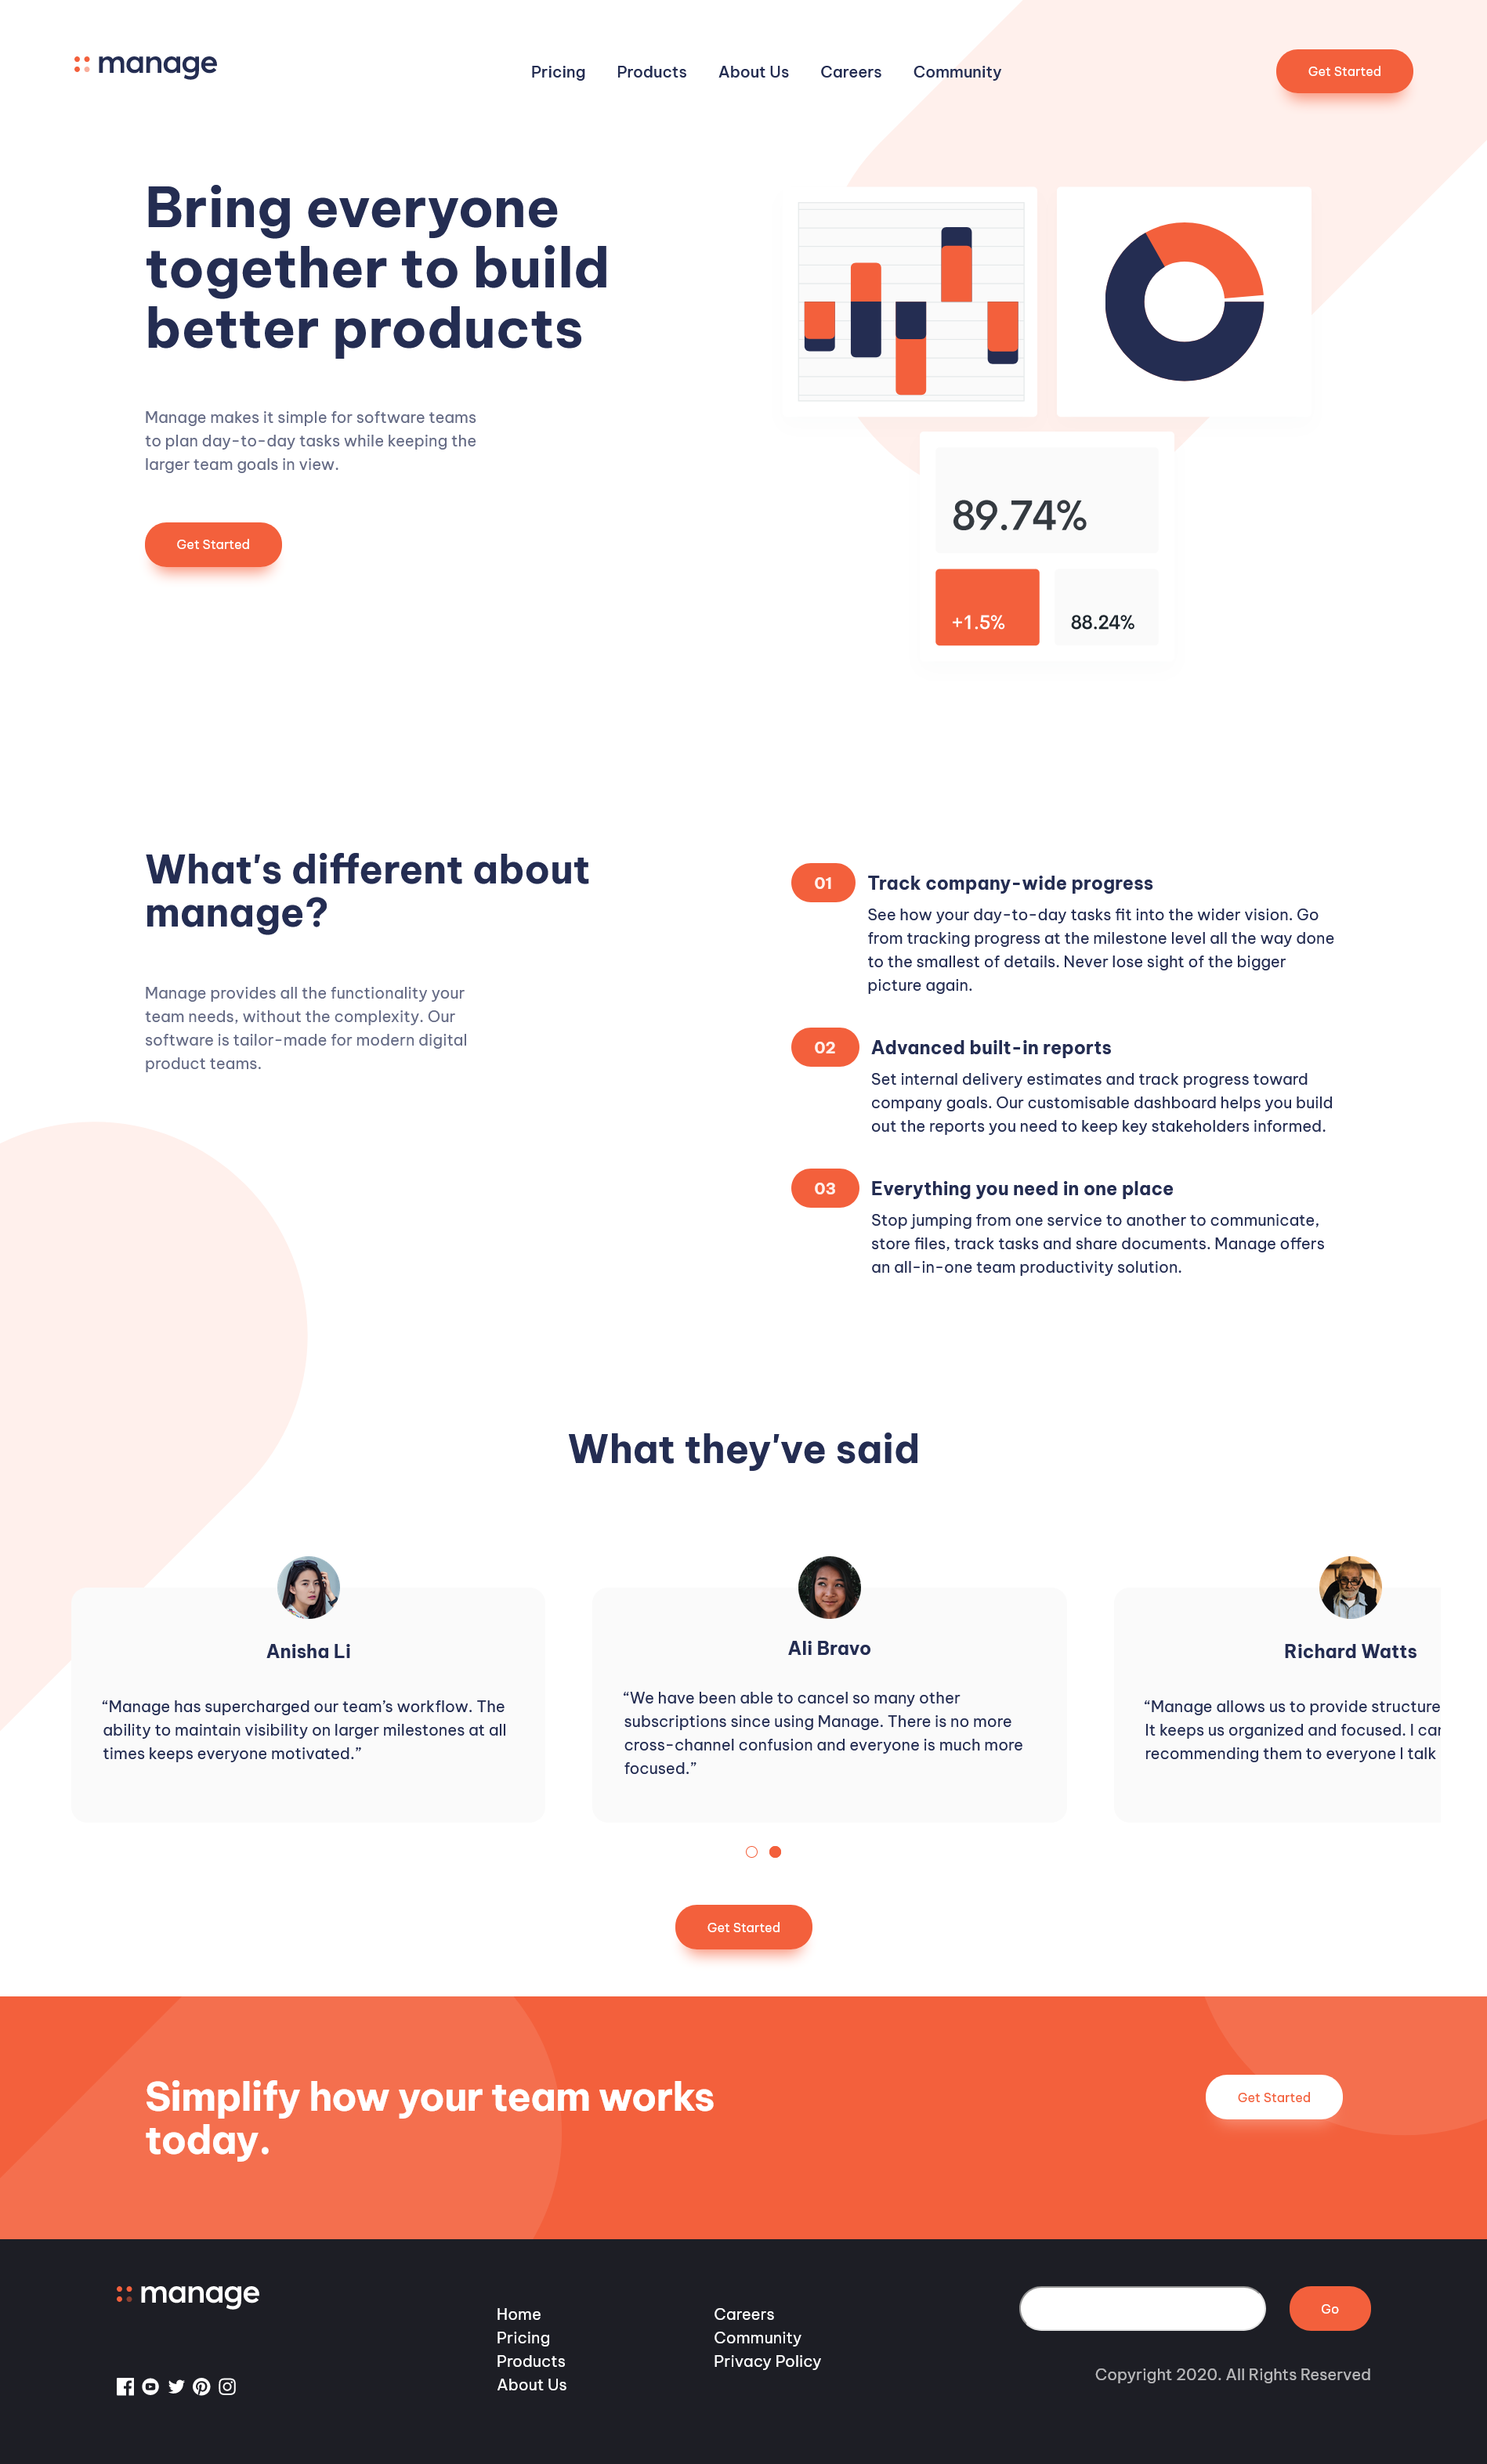 manage
Pricing Products About Us Careers Community
Get Started
Bring everyone
together to build
better products
Manage makes it simple for software teams
to plan day-to-day tasks while keeping the
larger team goals in view.
Get Started
89.74%
+1.5%
88.24%
What's different about
manage?
Manage provides all the functionality your
team needs, without the complexity. Our
software is tailor-made for modern digital
product teams.
01
Track company-wide progress
See how your day-to-day tasks fit into the wider vision. Go
from tracking progress at the milestone level all the way done
to the smallest of details. Never lose sight of the bigger
picture again.
02
Advanced built-in reports
Set internal delivery estimates and track progress toward
company goals. Our customisable dashboard helps you build
out the reports you need to keep key stakeholders informed.
03
Everything you need in one place
Stop jumping from one service to another to communicate,
store files, track tasks and share documents. Manage offers
an all-in-one team productivity solution.
What they've said
Anisha Li
“Manage has supercharged our team’s workflow. The
ability to maintain visibility on larger milestones at all
times keeps everyone motivated.”
Ali Bravo
“We have been able to cancel so many other
subscriptions since using Manage. There is no more
cross-channel confusion and everyone is much more
focused.”
Richard Watts
“Manage allows us to provide structure
It keeps us organized and focused. I can
recommending them to everyone I talk
Get Started
Simplify how your team works
today.
Get Started
manage
Home
Pricing
Products
About Us
Careers
Community
Privacy Policy
Go
Copyright 2020. All Rights Reserved